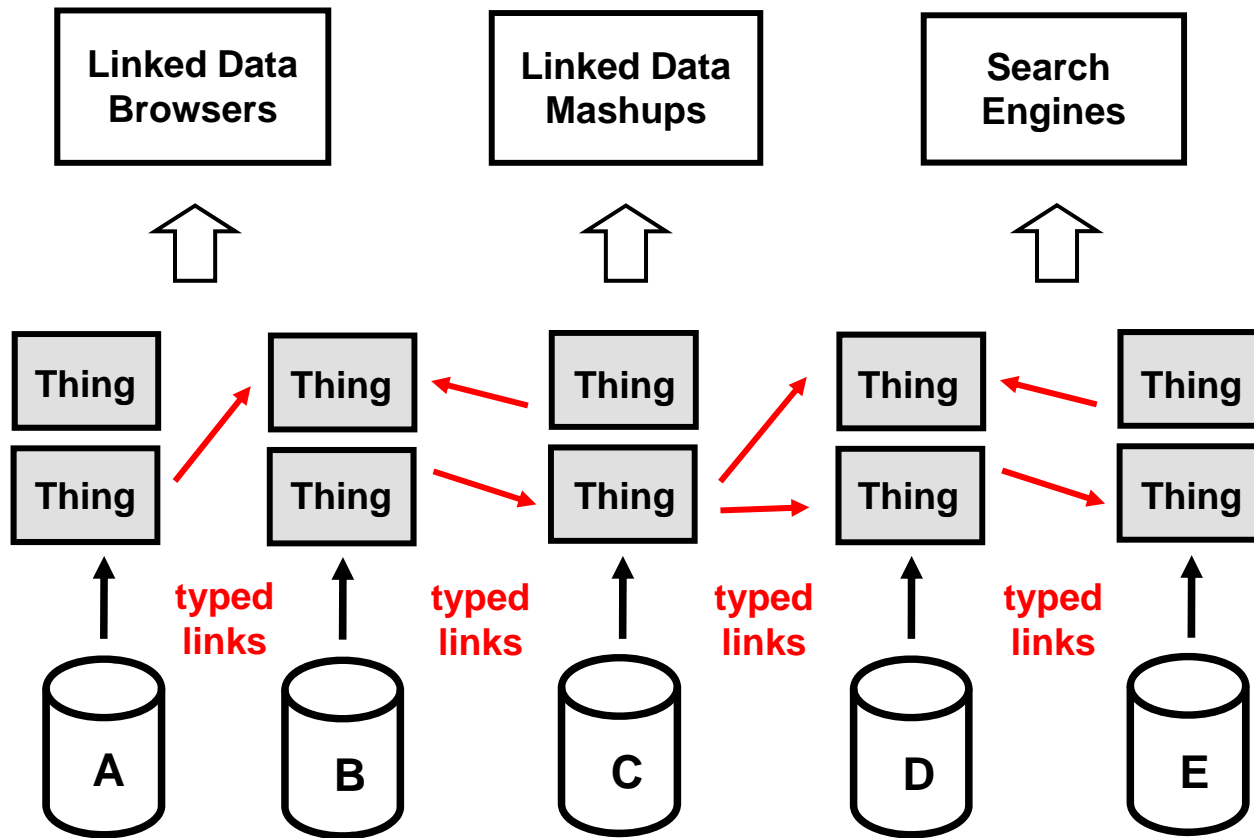 Linked Data
Browsers
Linked Data
Mashups
Search
Engines
Thing
Thing
Thing
Thing
Thing
Thing
Thing
Thing
Thing
Thing
typed
links
typed
links
typed
links
typed
links
A
B
C
D
E